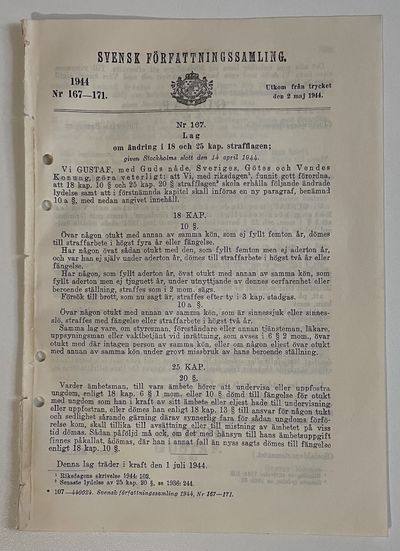 SVENSK FÖRFATTNINGSSAMLING.
1944
Nr 167—171.
Utkom från trycket
den 2 maj 1944.
Nr 167.
Lag
om ändring i 18 och 25 kap. strafflagen;
given Stockholms slott den 14 april 1944.
Vi GUSTAF, med Guds nåde, Sveriges, Götes och Vendes
Konung, göra veterligt: att Vi, med riksdagen¹, funnit gott förordna,
att 18 kap. 10 § och 25 kap. 20 § strafflagen² skola erhålla följande ändrade
lydelse samt att i förstnämnda kapitel skall införas en ny paragraf, benämnd
10 a §, med nedan angivet innehåll.
18 KAP.
10 §.
Övar någon otukt med annan av samma kön, som ej fyllt femton år, dömes
till straffarbete i högst fyra år eller fängelse.
Har någon övat sådan otukt med den, som fyllt femton men ej aderton år,
och var han ej själv under aderton år, dömes till straffarbete i högst två år eller
fängelse.
Har någon, som fyllt aderton år, övat otukt med annan av samma kön, som
fyllt aderton men ej tjuguett år, under utnyttjande av dennes oerfarenhet eller
beroende ställning, straffes som i 2 mom. sägs.
Försök till brott, som nu sagt är, straffes efter ty i 3 kap. stadgas.
10 a §.
Övar någon otukt med annan av samma kön, som är sinnessjuk eller sinnes-
slö, straffes med fängelse eller straffarbete i högst två år.
Samma lag vare, om styresman, föreståndare eller annan tjänsteman, läkare,
uppsyningsman eller vaktbetjänt vid inrättning, som avses i 6 § 2 mom., övar
otukt med där intagen person av samma kön, eller om någon eljest övar otukt
med annan av samma kön under grovt missbruk av hans beroende ställning.
25 KAP.
20 §.
Varder ämbetsman, till vars ämbete hörer att undervisa eller uppfostra
ungdom, enligt 18 kap. 6 § 1 mom. eller 10 § dömd till fängelse för otukt
med ungdom som han i kraft av sitt ämbete eller eljest hade till undervisning
eller uppfostran, eller dömes han enligt 18 kap. 13 § till ansvar för sådan tukt
och sedlighet sårande gärning därav synnerlig fara för sådan ungdoms förfö-
relse kom, skall tillika till avsättning eller till mistning av ämbetet på viss
tid dömas. Sådan påföljd må ock, om det med hänsyn till hans ämbetsuppgift
finnes påkallat, ådömas, där han i annat fall än nyss sagts dömes till fängelse
enligt 18 kap. 10 §.
Denna lag träder i kraft den 1 juli 1944.
¹ Riksdagens skrivelse 1944: 102.
² Senaste lydelse av 25 kap. 20 §, se 1936: 244.
* 107—440024. Svensk författningssamling 1944, Nr 167—171.